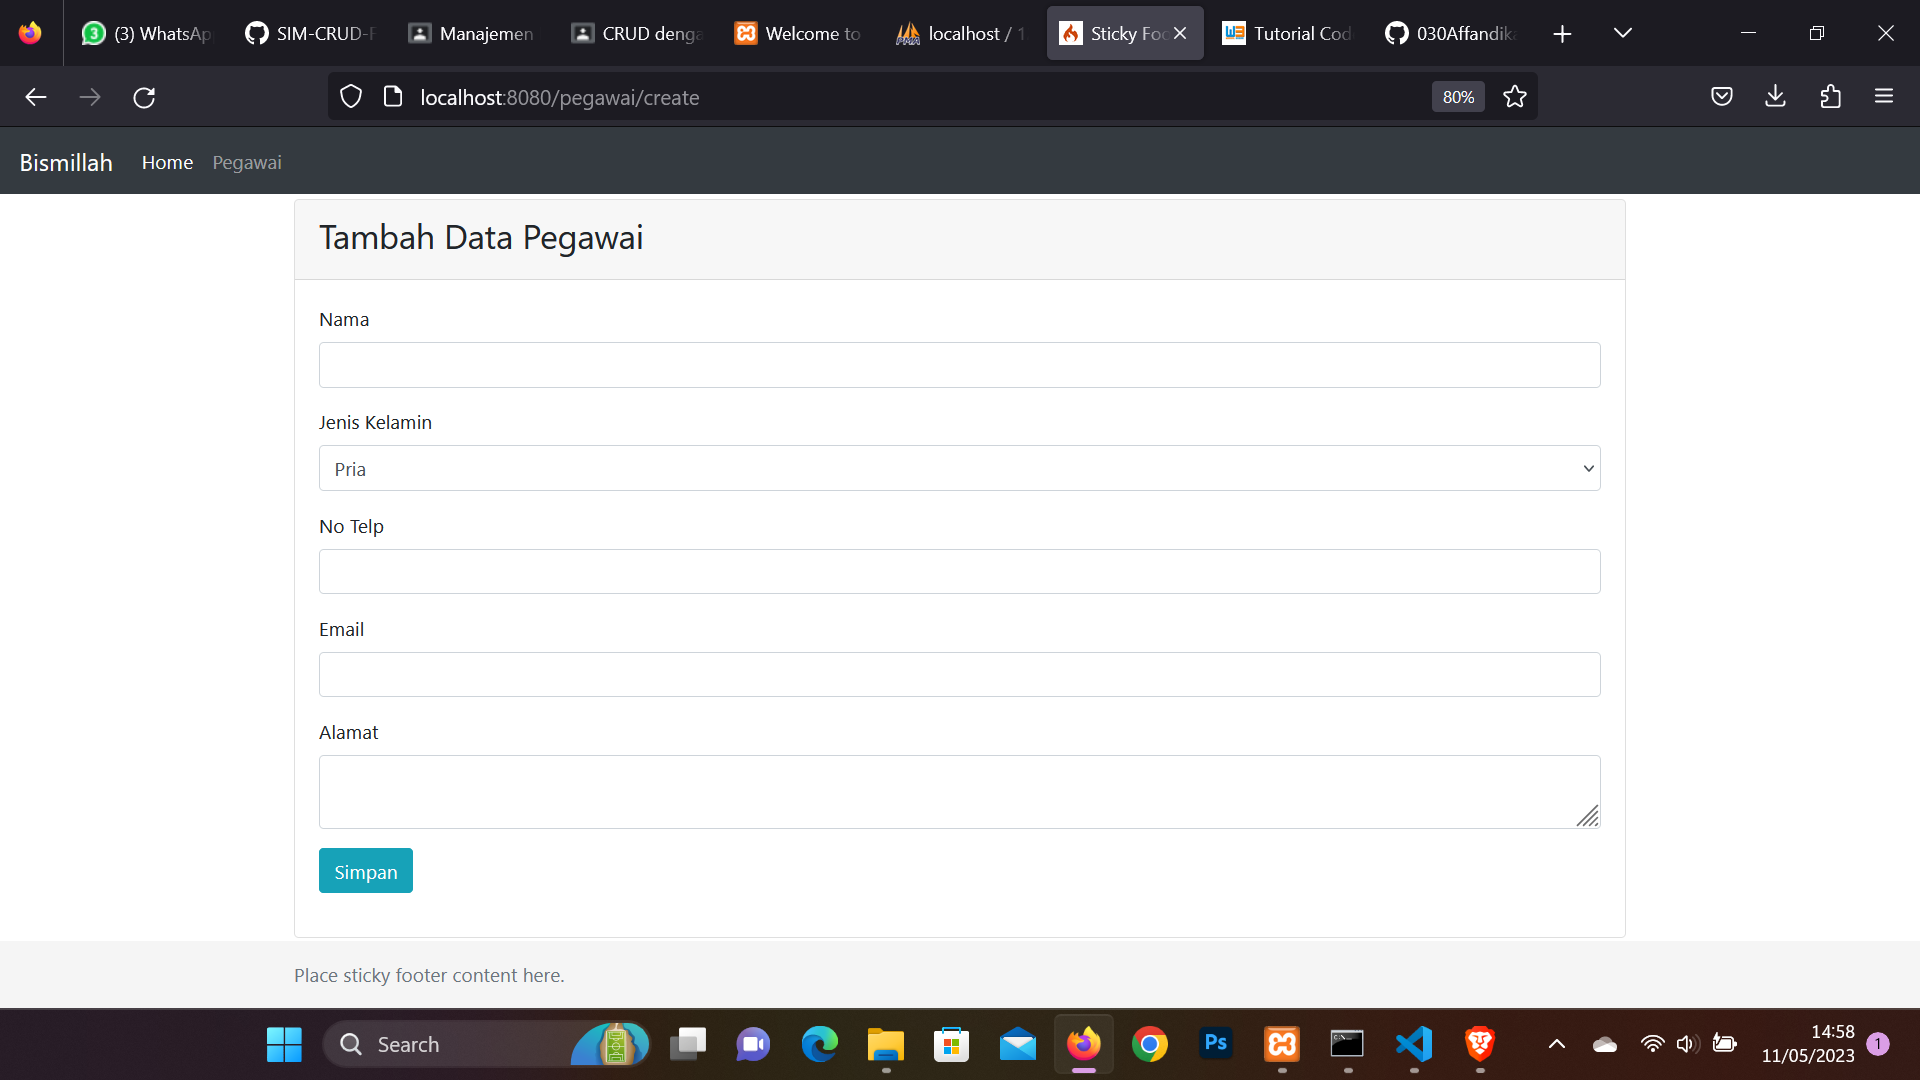 3 (3) WhatsAp
SIM-CRUD-P
Manajemen
CRUD denga
Welcome to
localhost / 1
Sticky Foo
Tutorial Cod
030Affandika
localhost:8080/pegawai/create
80%
Bismillah Home Pegawai
Tambah Data Pegawai
Nama
Jenis Kelamin
Pria
No Telp
Email
Alamat
Simpan
Place sticky footer content here.
Search
Ps
14:58
11/05/2023
1